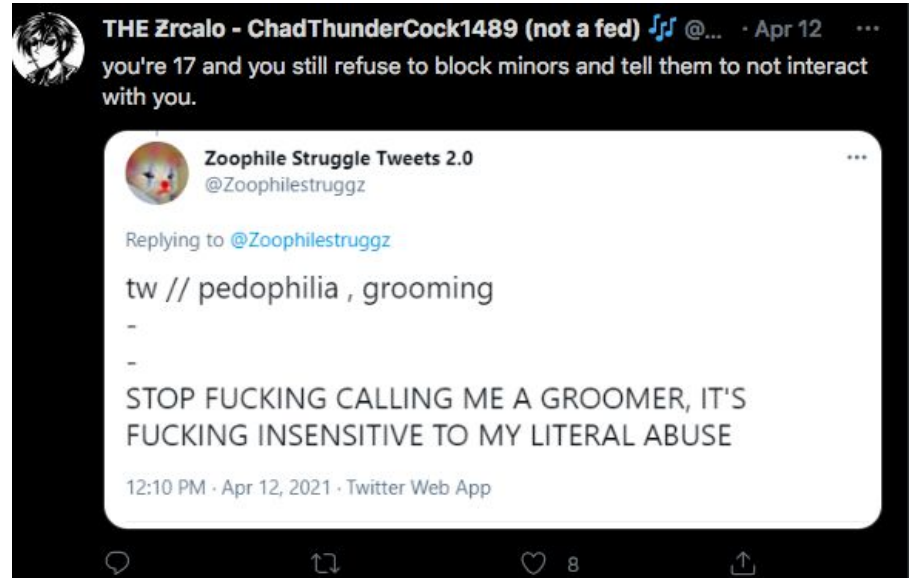 THE Ƶrcalo - ChadThunderCock1489 (not a fed) 🎶 @... · Apr 12 ...
you're 17 and you still refuse to block minors and tell them to not interact
with you.
Zoophile Struggle Tweets 2.0
@Zoophilestruggz
Replying to @Zoophilestruggz
tw // pedophilia , grooming
-
-
STOP FUCKING CALLING ME A GROOMER, IT'S
FUCKING INSENSITIVE TO MY LITERAL ABUSE
12:10 PM · Apr 12, 2021 · Twitter Web App
8